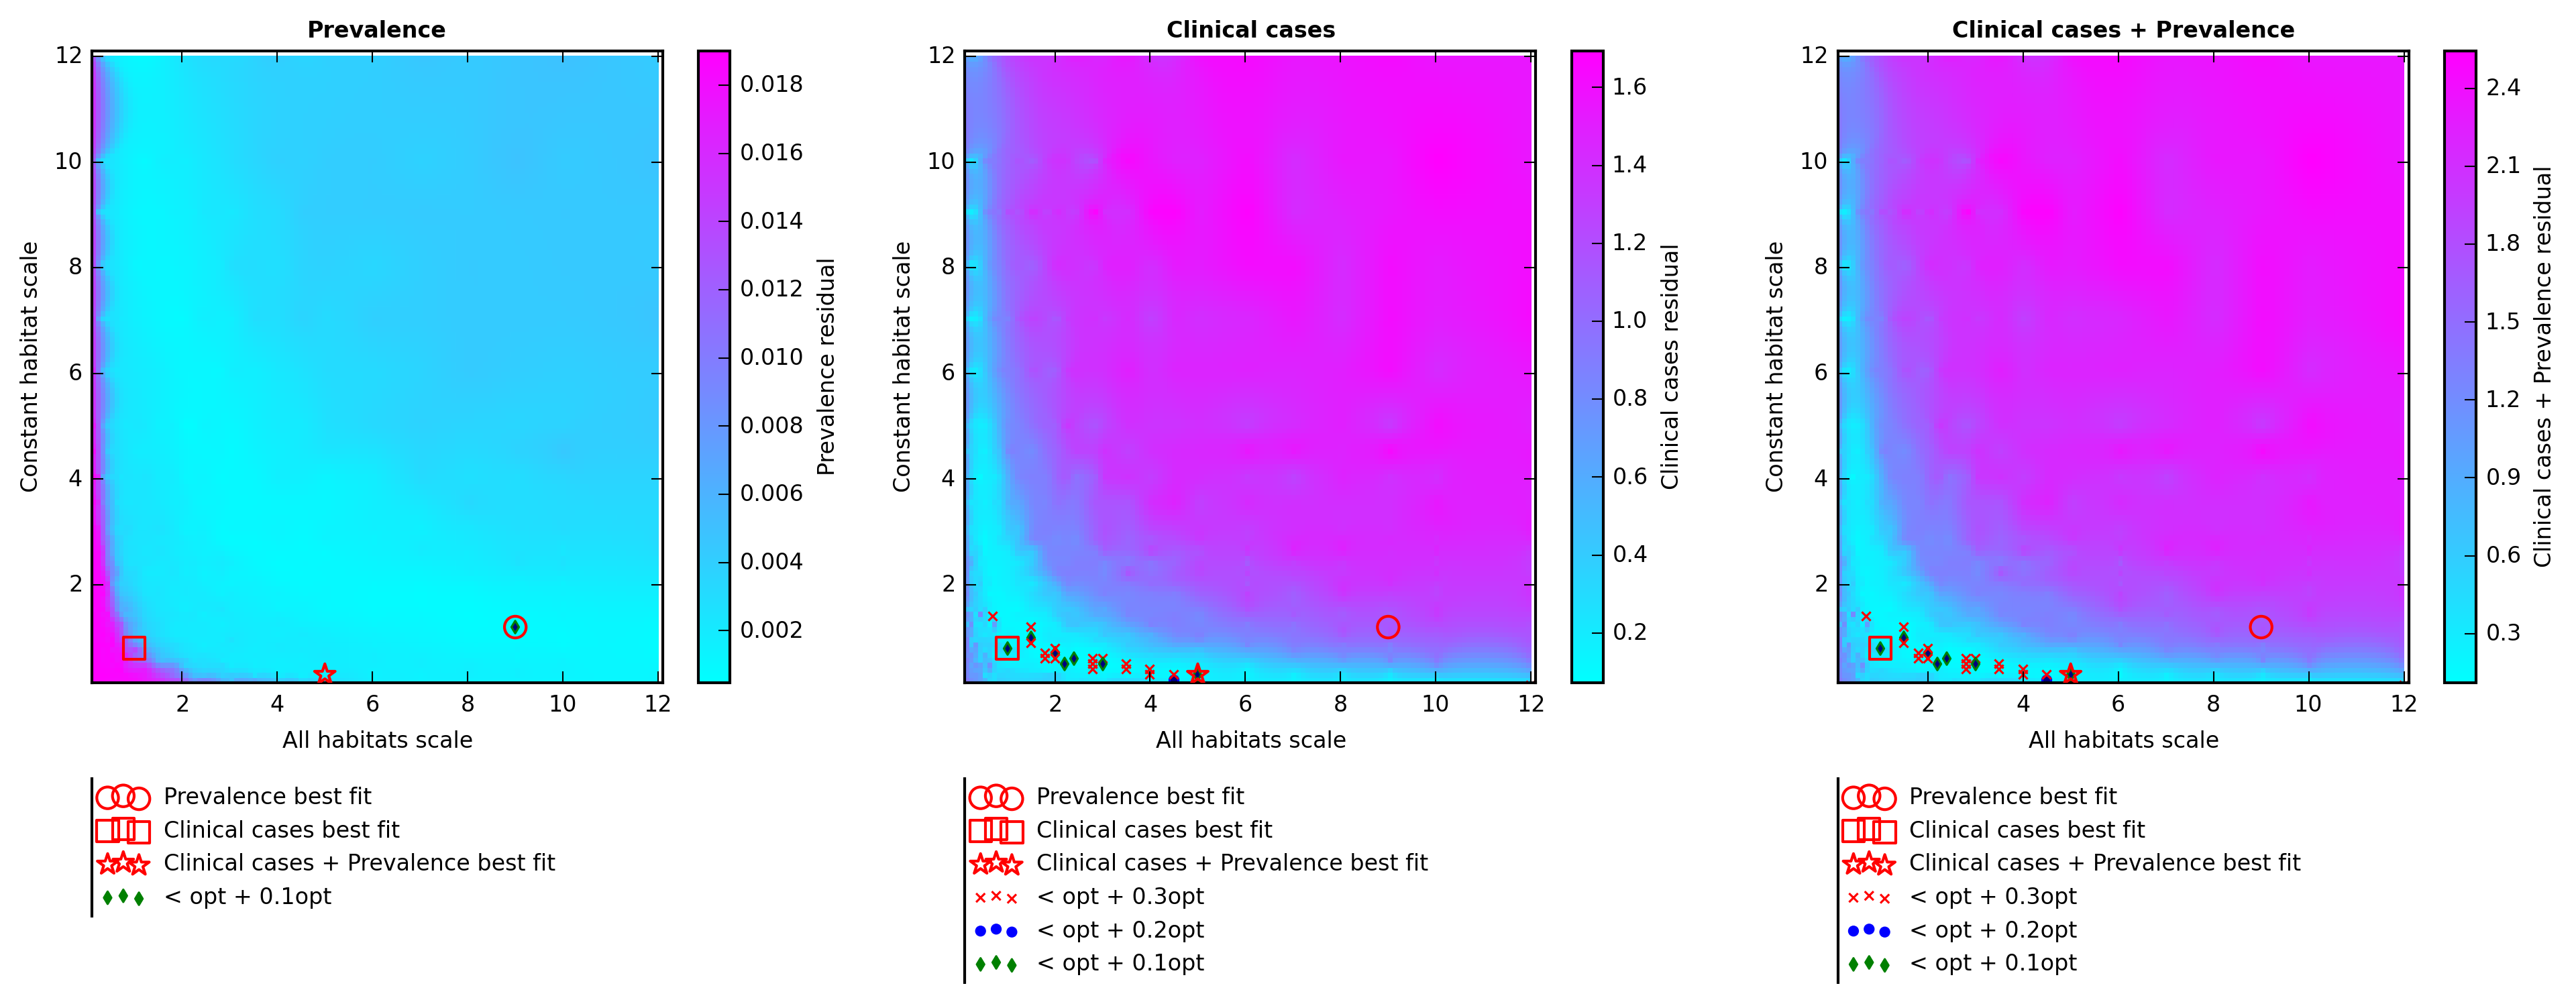 Prevalence
12
10
8
6
4
2
2
4
6
8
10
12
Constant habitat scale
All habitats scale
0.018
0.016
0.014
0.012
0.010
0.008
0.006
0.004
0.002
Prevalence residual
Prevalence best fit
Clinical cases best fit
Clinical cases + Prevalence best fit
< opt + 0.1opt
Clinical cases
12
10
8
6
4
2
2
4
6
8
10
12
Constant habitat scale
All habitats scale
1.6
1.4
1.2
1.0
0.8
0.6
0.4
0.2
Clinical cases residual
Prevalence best fit
Clinical cases best fit
Clinical cases + Prevalence best fit
< opt + 0.3opt
< opt + 0.2opt
< opt + 0.1opt
Clinical cases + Prevalence
12
10
8
6
4
2
2
4
6
8
10
12
Constant habitat scale
All habitats scale
2.4
2.1
1.8
1.5
1.2
0.9
0.6
0.3
Clinical cases + Prevalence residual
Prevalence best fit
Clinical cases best fit
Clinical cases + Prevalence best fit
< opt + 0.3opt
< opt + 0.2opt
< opt + 0.1opt